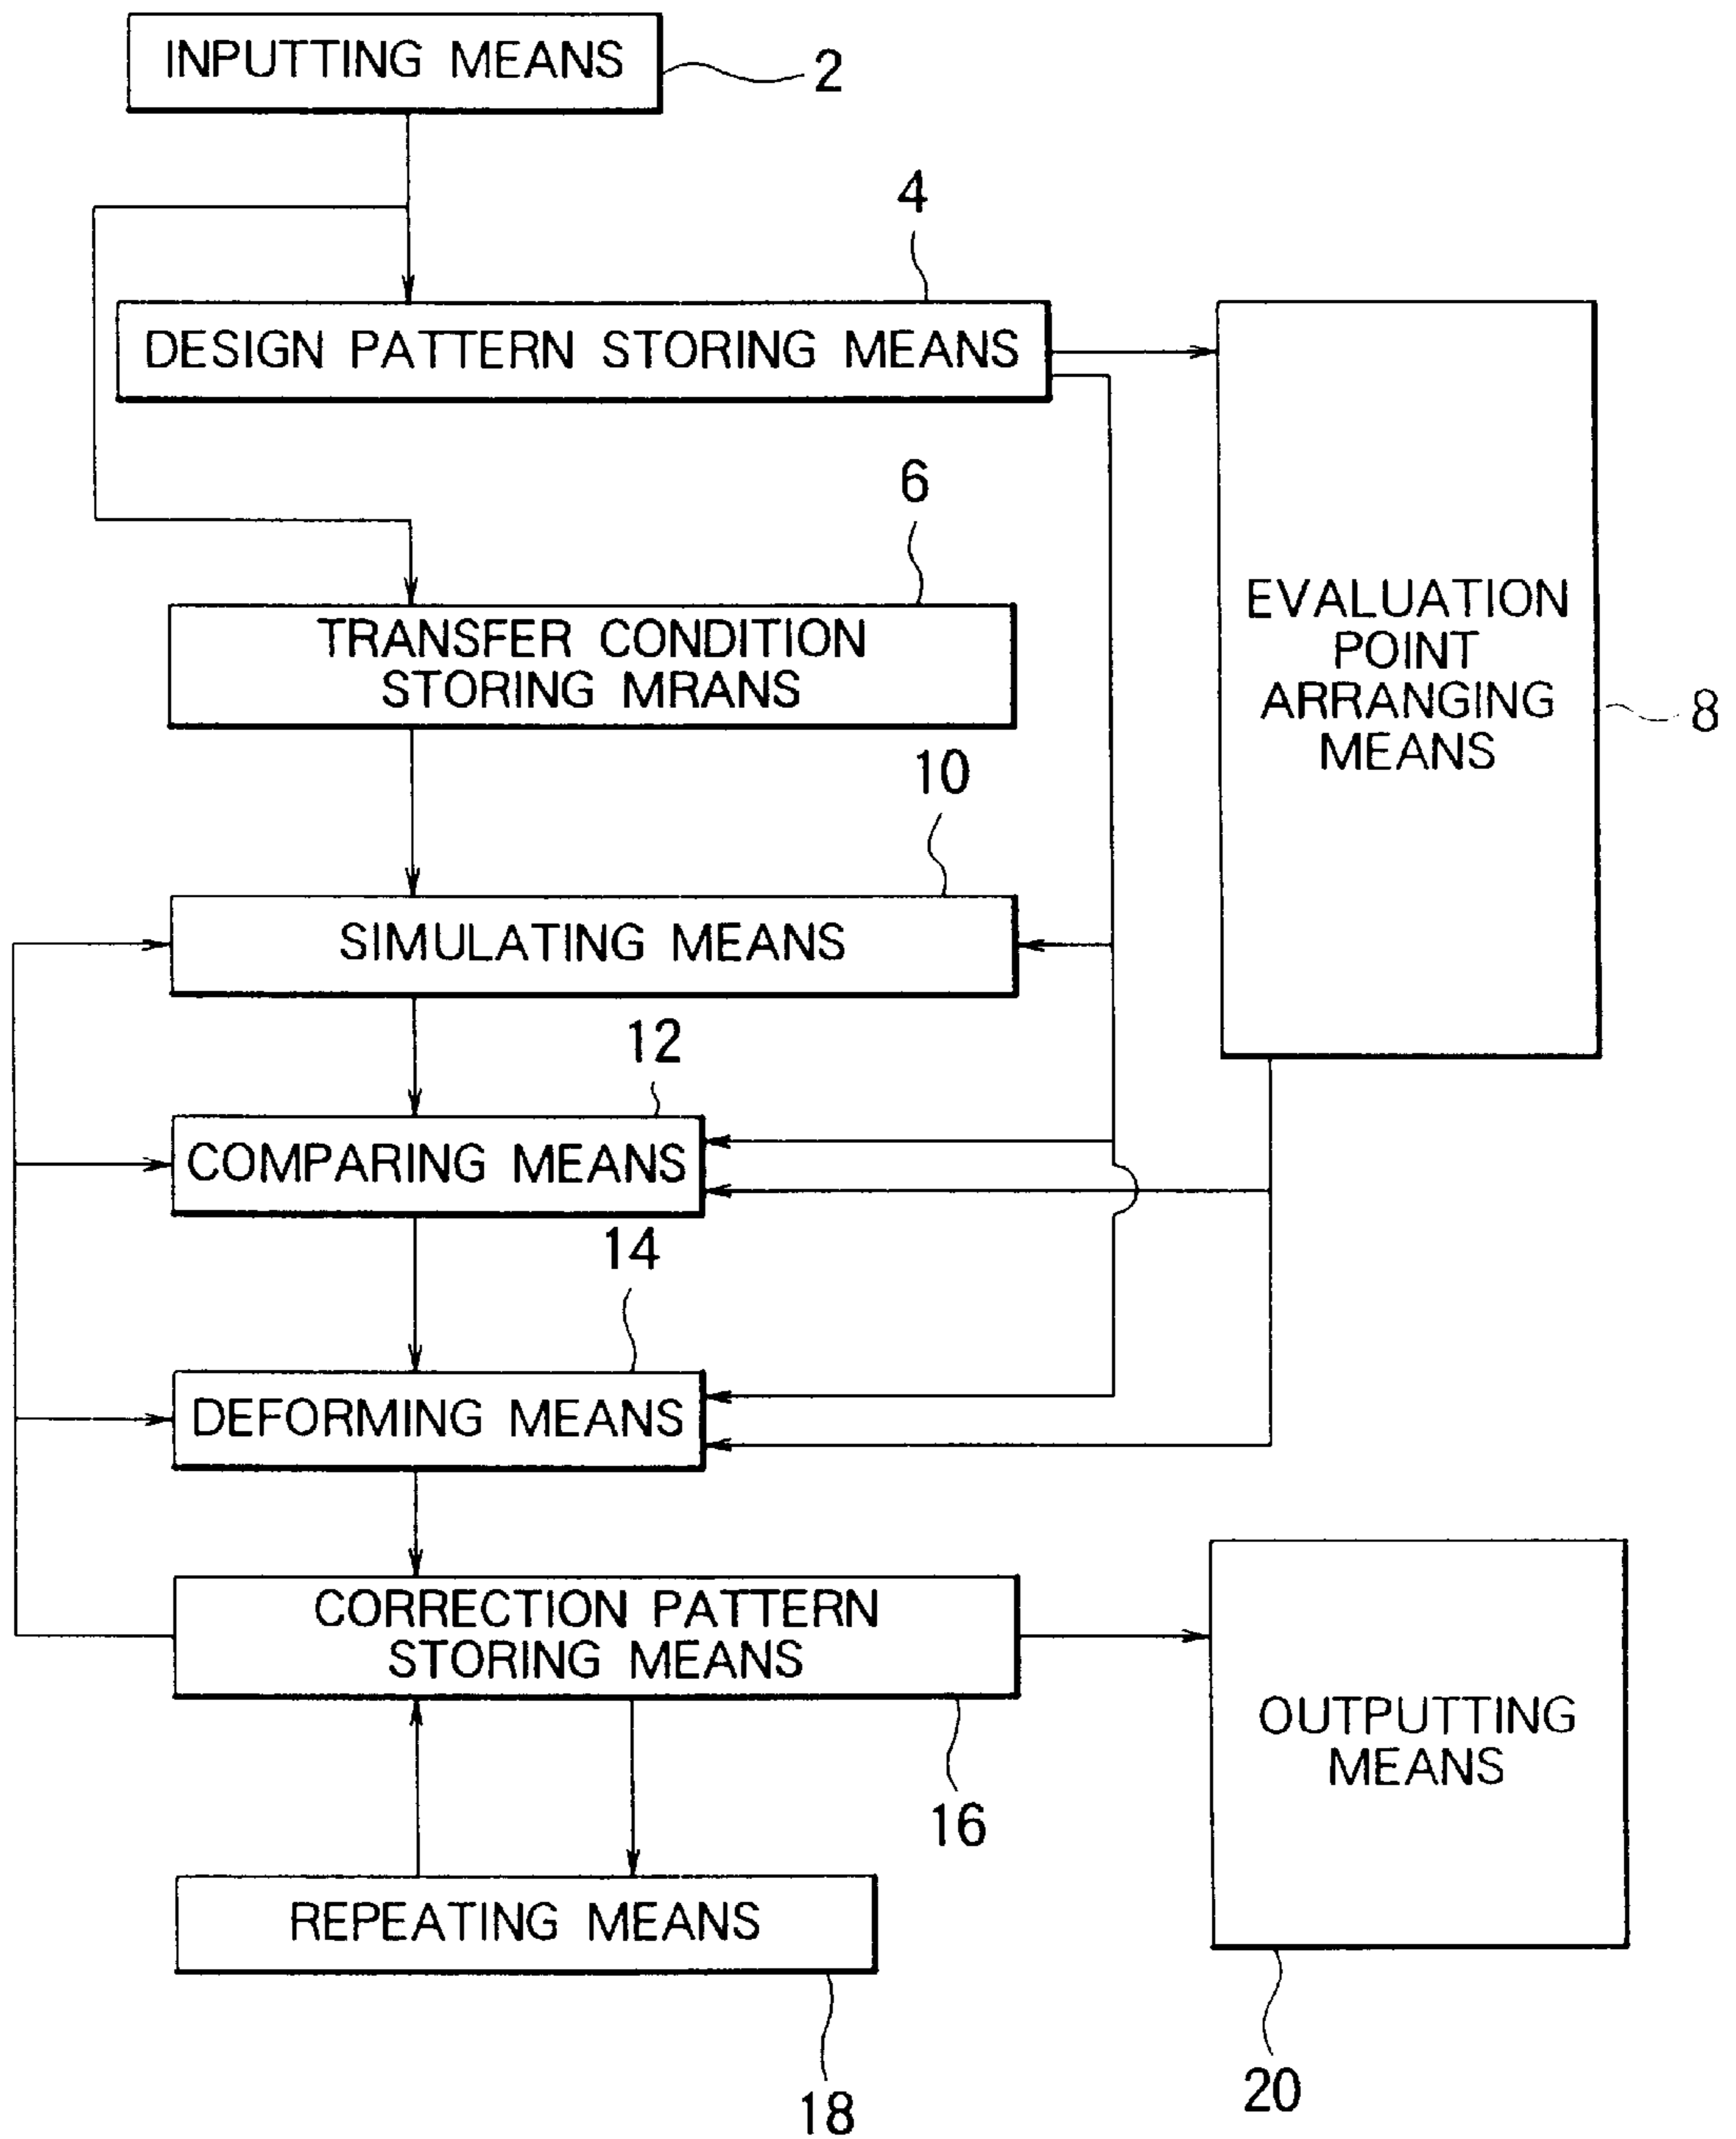 INPUTTING MEANS
2
4
DESIGN PATTERN STORING MEANS
6
TRANSFER CONDITION
STORING MRANS
EVALUATION
POINT
ARRANGING
MEANS
8
10
SIMULATING MEANS
12
COMPARING MEANS
14
DEFORMING MEANS
CORRECTION PATTERN
STORING MEANS
16
OUTPUTTING
MEANS
REPEATING MEANS
18
20